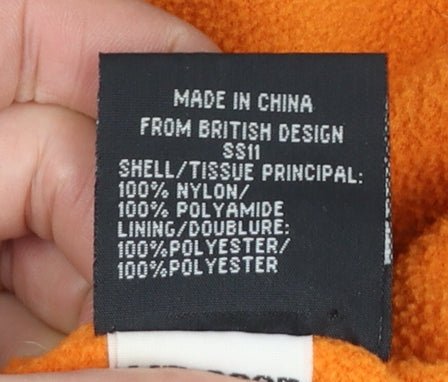 MADE IN CHINA
FROM BRITISH DESIGN
SS11
SHELL/TISSUE PRINCIPAL:
100% NYLON/
100% POLYAMIDE
LINING/DOUBLURE:
100%POLYESTER/
100%POLYESTER